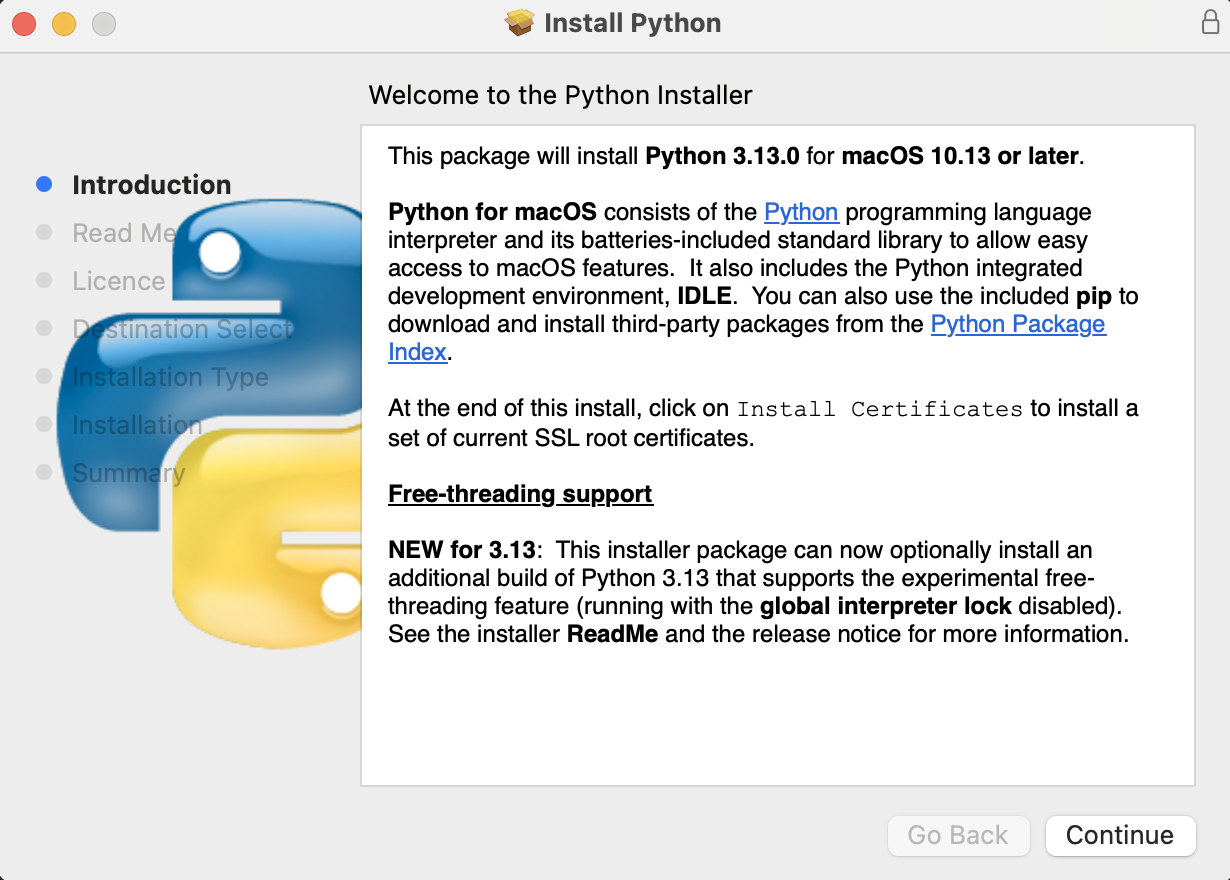 Install Python
Welcome to the Python Installer
Introduction
Read Me
Licence
Destination Select
Installation Type
Installation
Summary
This package will install Python 3.13.0 for macOS 10.13 or later.
Python for macOS consists of the Python programming language
interpreter and its batteries-included standard library to allow easy
access to macOS features.  It also includes the Python integrated
development environment, IDLE.  You can also use the included pip to
download and install third-party packages from the Python Package
Index.
At the end of this install, click on Install Certificates to install a
set of current SSL root certificates.
Free-threading support
NEW for 3.13:  This installer package can now optionally install an
additional build of Python 3.13 that supports the experimental free-
threading feature (running with the global interpreter lock disabled).
See the installer ReadMe and the release notice for more information.
Go Back
Continue